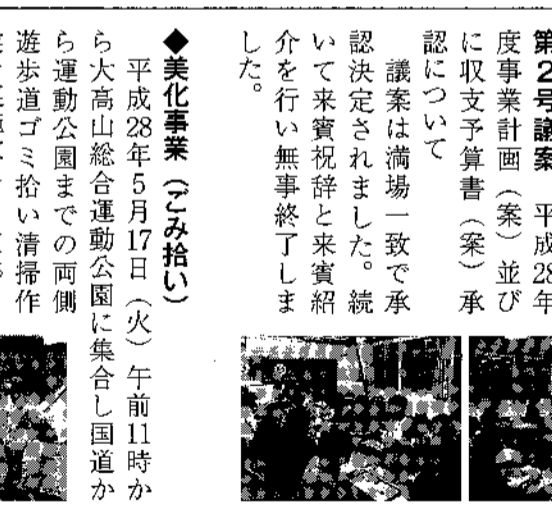 第２号議案　平成28年
度事業計画（案）並び
に収支予算書（案）承
認について
　議案は満場一致で承
認決定されました。続
いて来賓祝辞と来賓紹
介を行い無事終了しま
した。
◆美化事業（ごみ拾い）
　平成28年５月17日（火）午前11時か
ら大高山総合運動公園に集合し国道か
ら運動公園までの両側
遊歩道ゴミ拾い清掃作